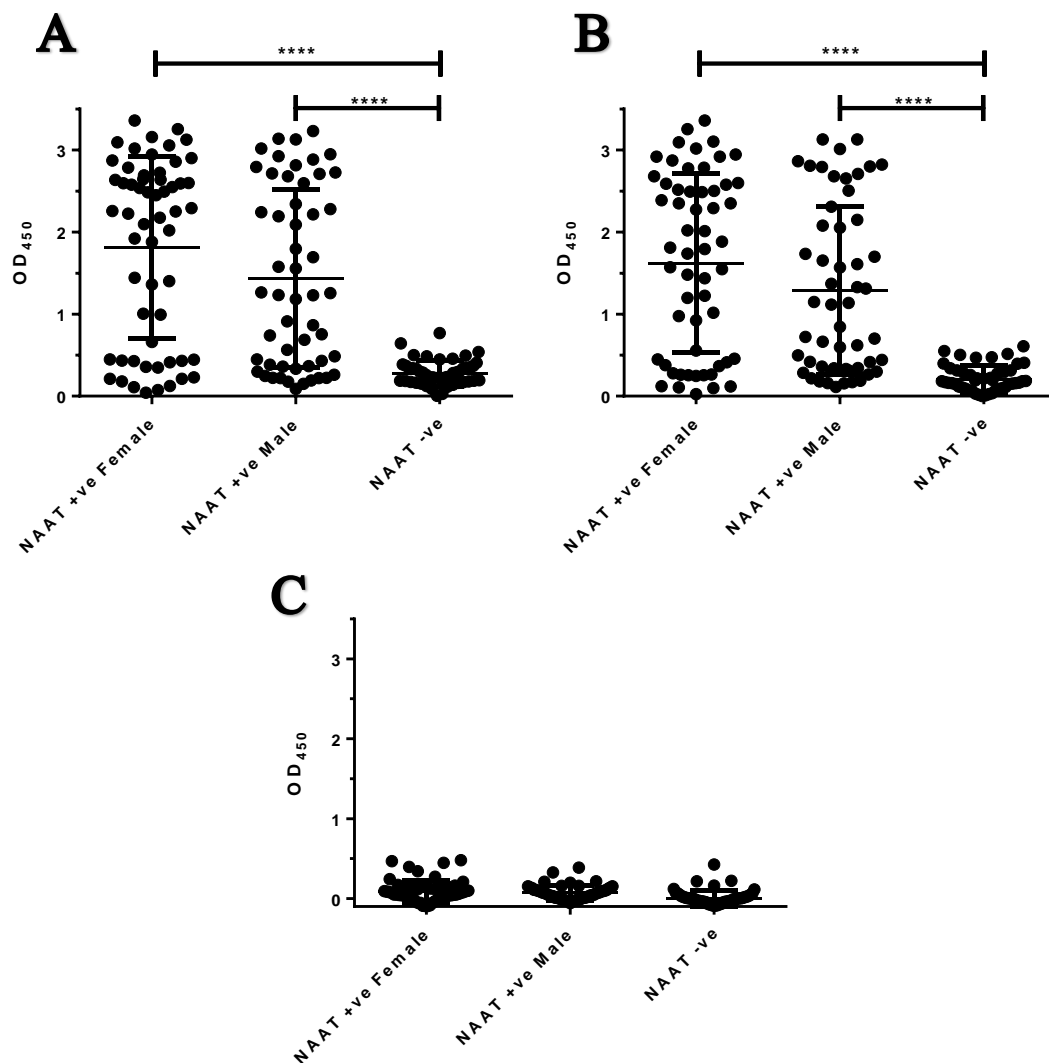 A
****
****
3
2
1
0
OD450
NAAT +ve Female
NAAT +ve Male
NAAT -ve
B
****
****
3
2
1
0
OD450
NAAT +ve Female
NAAT +ve Male
NAAT -ve
C
3
2
1
0
OD450
NAAT +ve Female
NAAT +ve Male
NAAT -ve